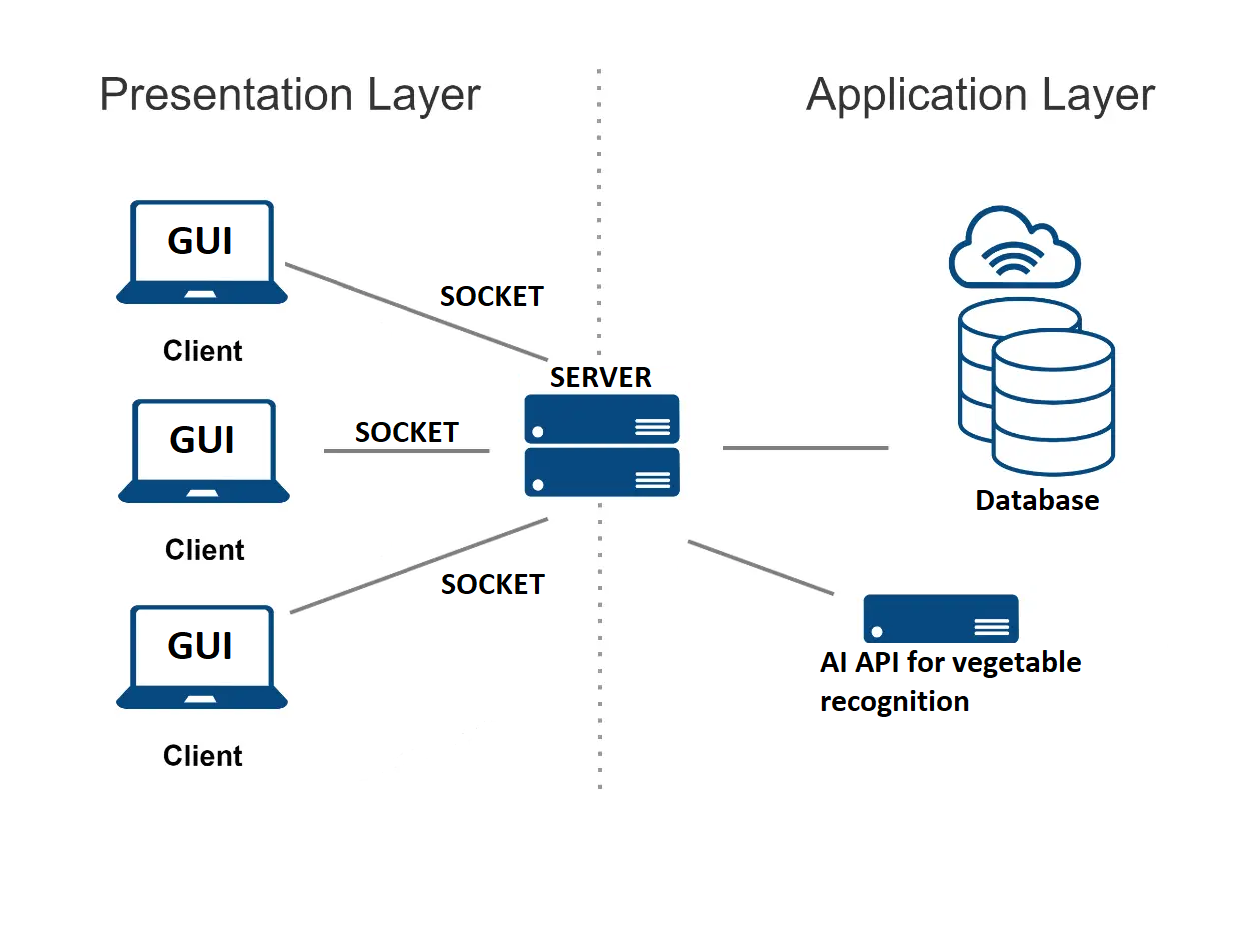 Presentation Layer
Application Layer
GUI
Client
SOCKET
SERVER
GUI
Client
SOCKET
Database
GUI
Client
SOCKET
AI API for vegetable
recognition